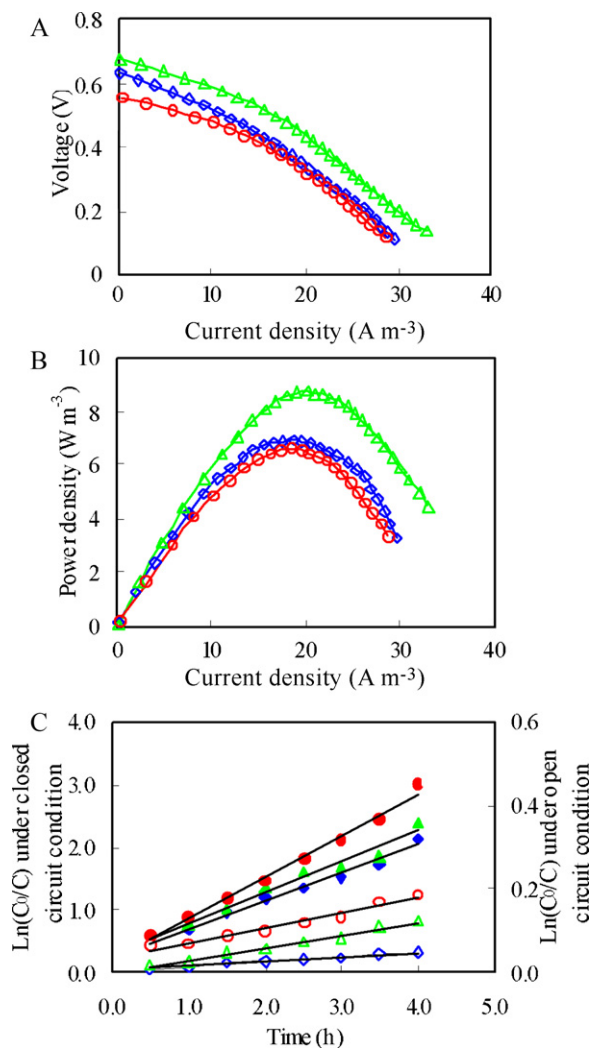 A
0.8
0.6
0.4
0.2
0
Voltage (V)
0 10 20 30 40
Current density (A m-3)
B
10
8
6
4
2
0
Power density (W m-3)
0 10 20 30 40
Current density (A m-3)
C
4.0
3.0
2.0
1.0
0.0
Ln(C0/C) under closed
circuit condition
0.6
0.4
0.2
0.0
Ln(C0/C) under open
circuit condition
0.0 1.0 2.0 3.0 4.0 5.0
Time (h)